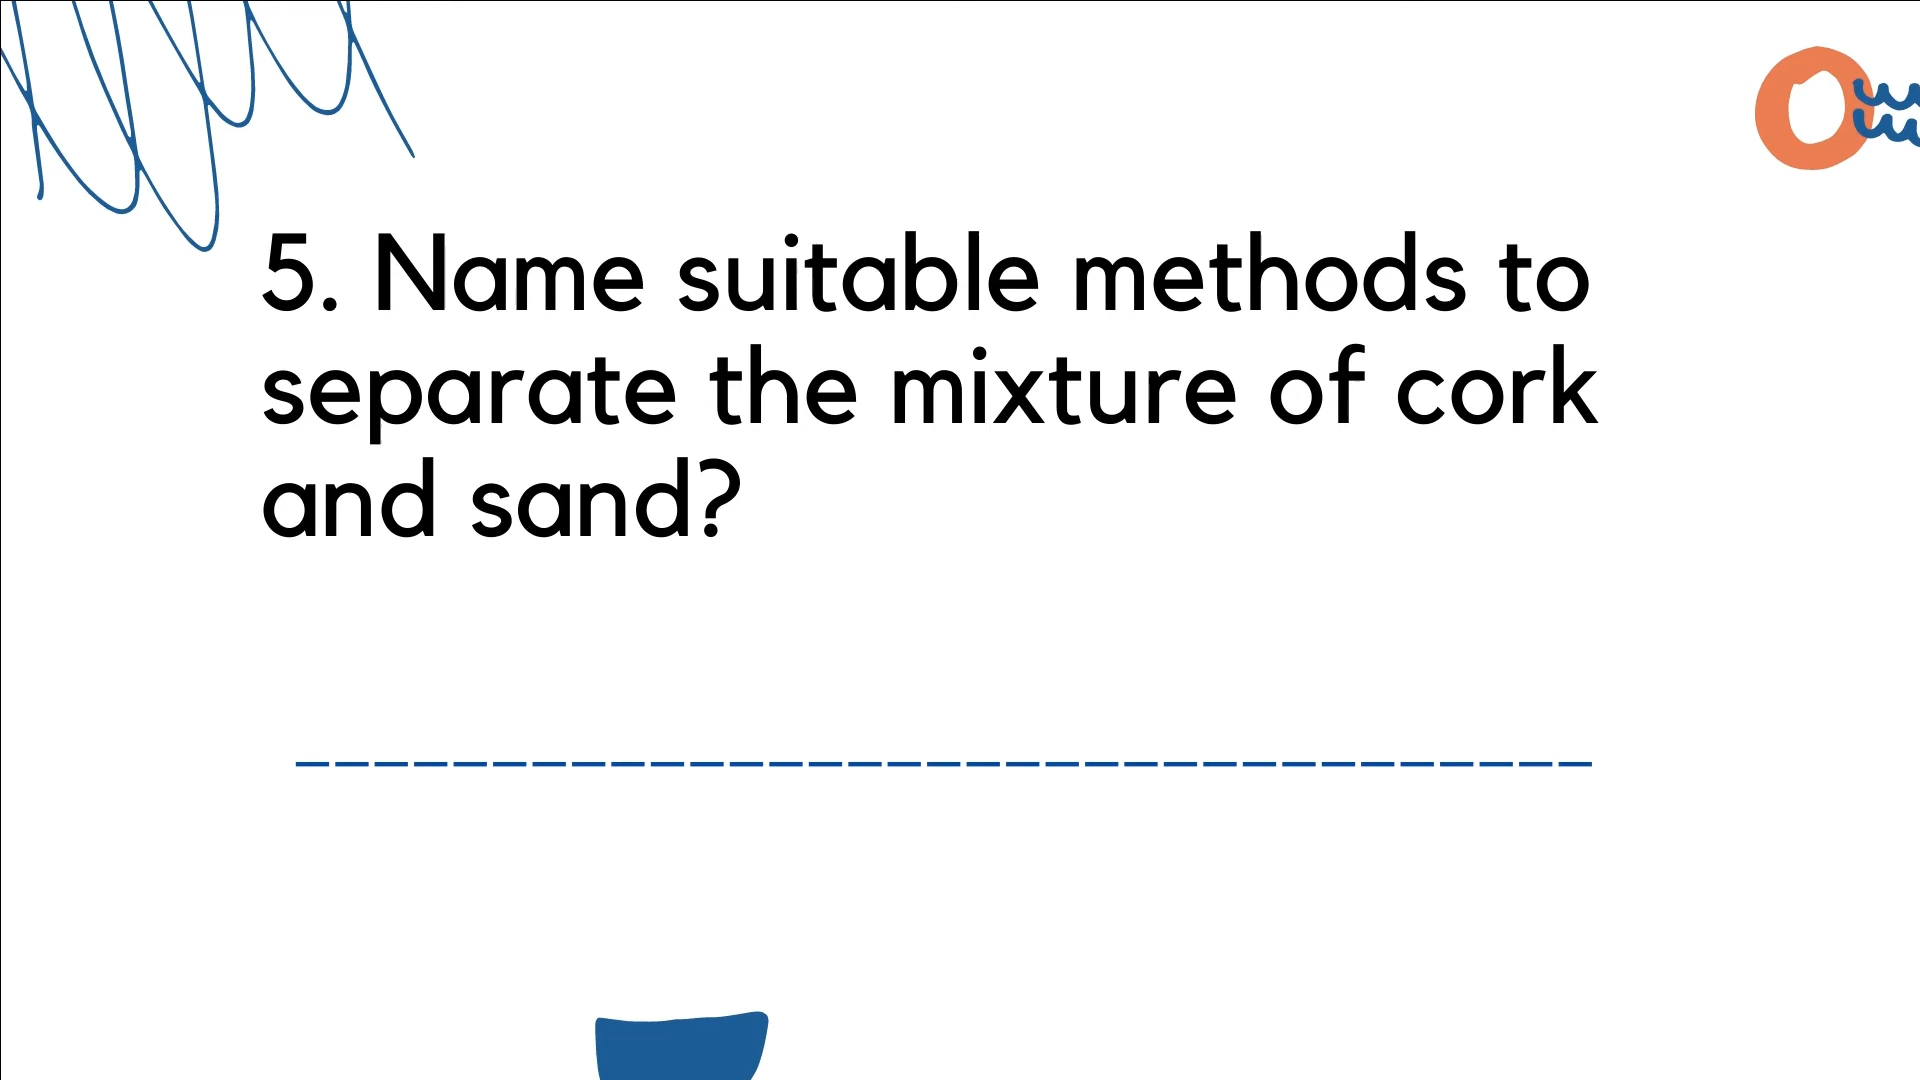 5. Name suitable methods to
separate the mixture of cork
and sand?